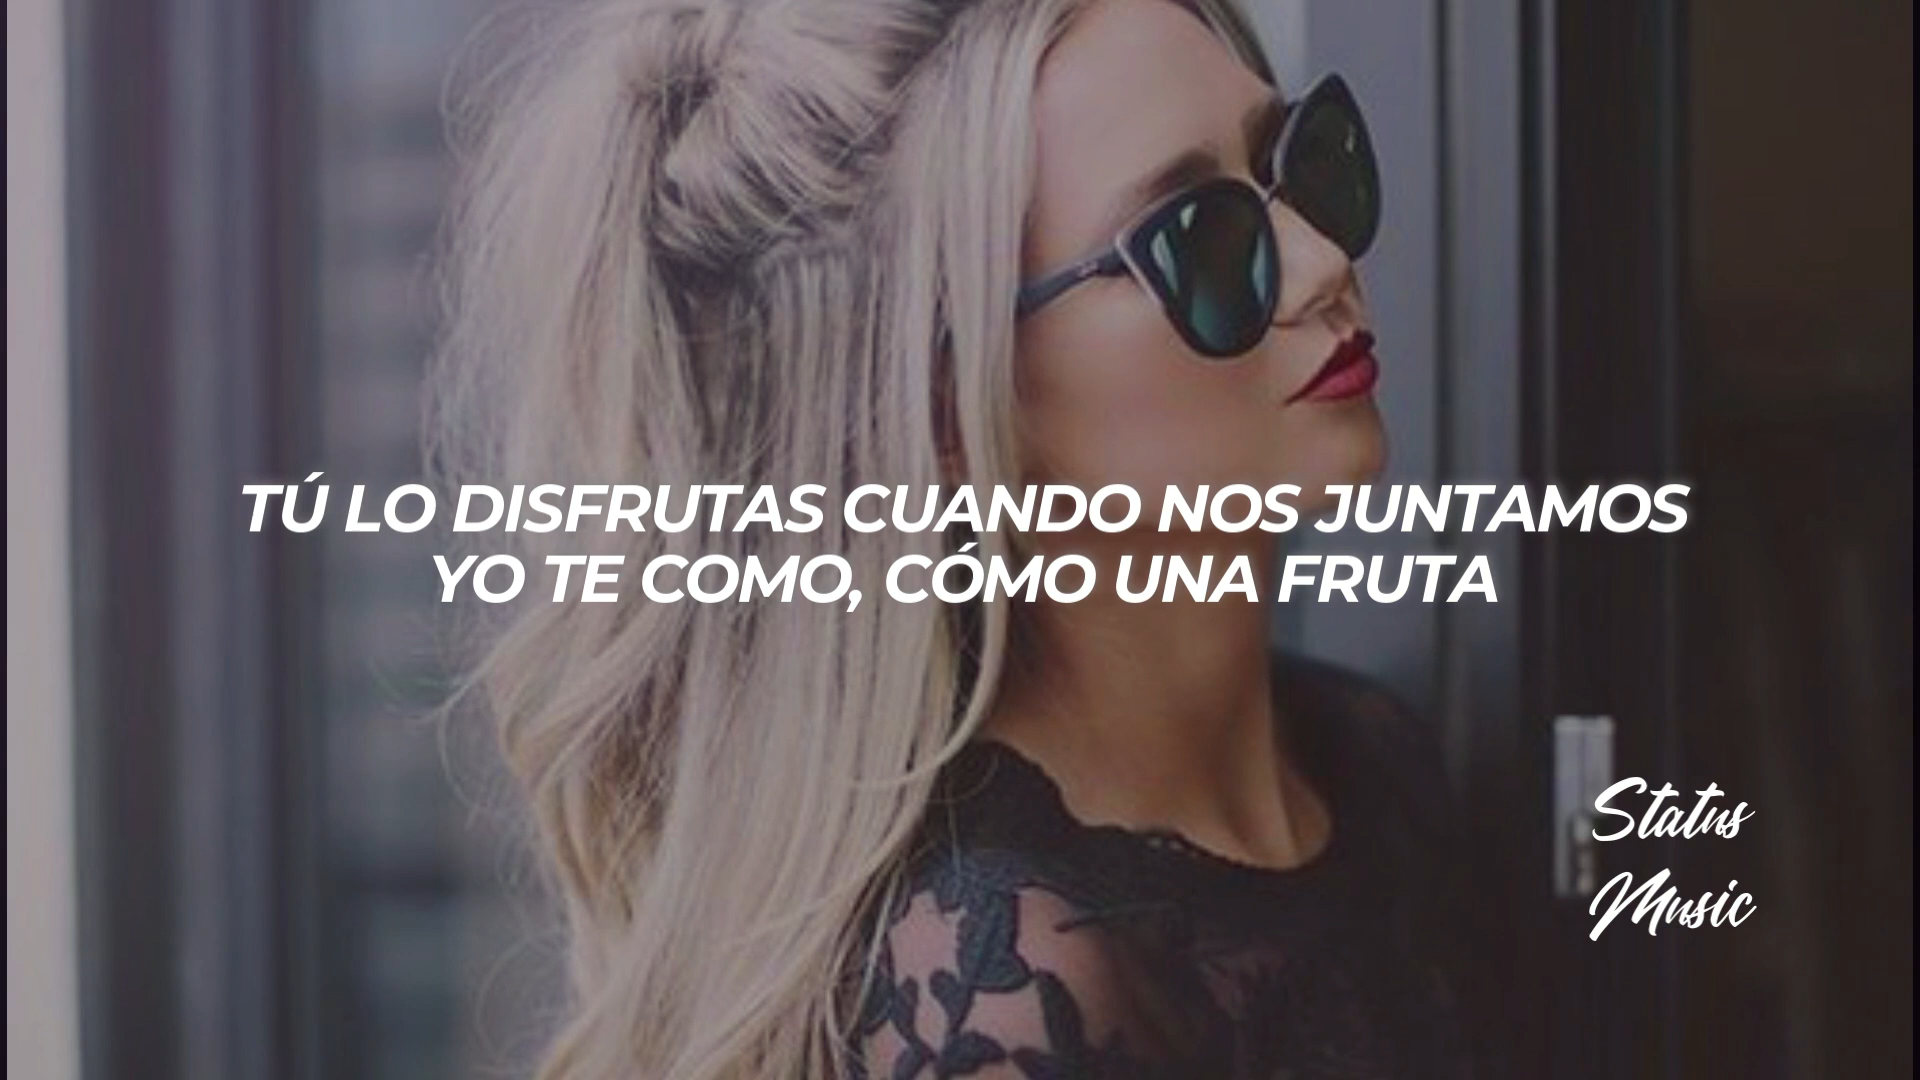 TÚ LO DISFRUTAS CUANDO NOS JUNTAMOS
YO TE COMO, CÓMO UNA FRUTA
Status
Music